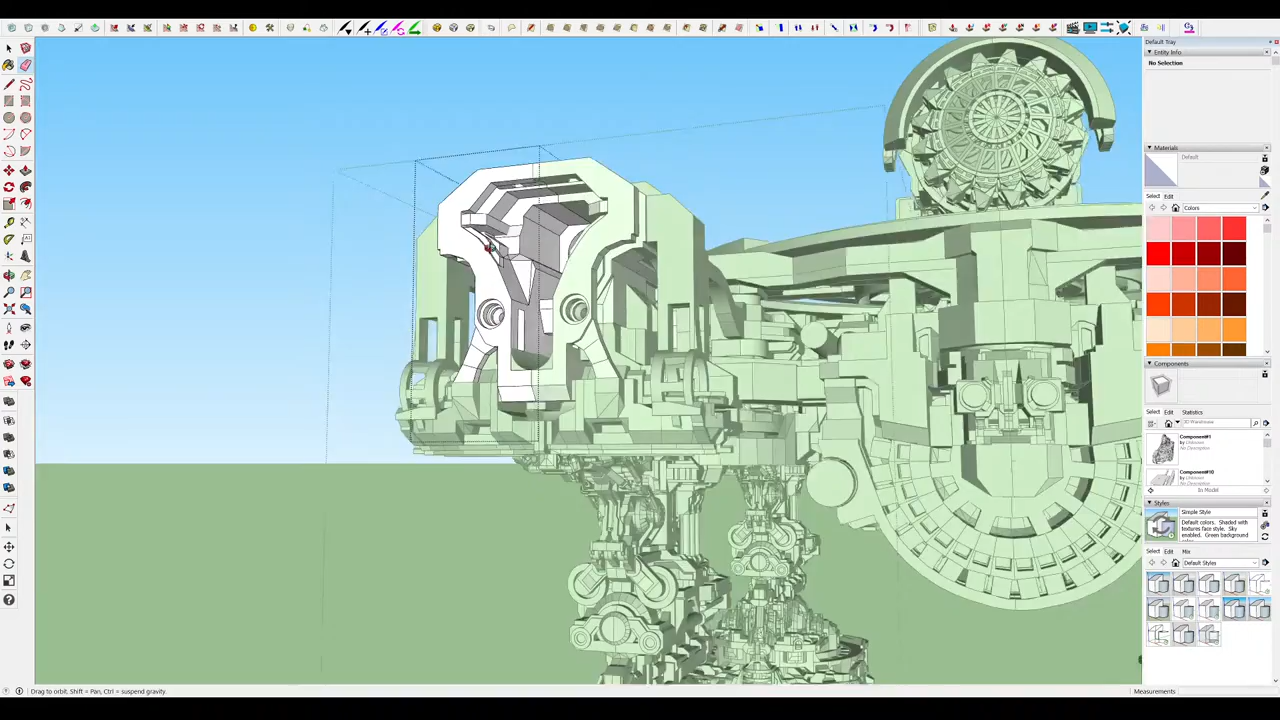 Default Tray
Entity Info
No Selection
Materials
Default
Select Edit
Colors
Components
Select Edit Statistics
3D Warehouse
Component#1
by Unknown
No Description
Component#10
by Unknown
No Description
In Model
Styles
Simple Style
Default colors. Shaded with
textures face style. Sky
enabled. Green background
Select Edit Mix
Default Styles
Drag to orbit. Shift = Pan, Ctrl = suspend gravity.
Measurements